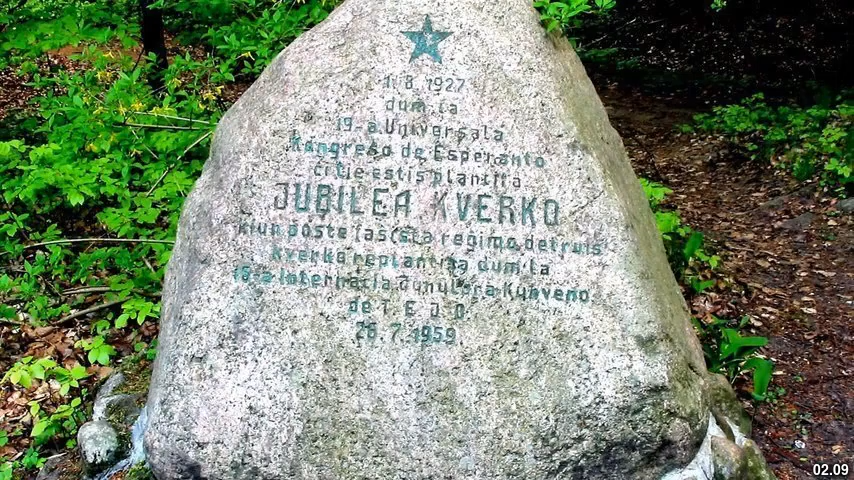 1.8.1927
dum la
19-a Universala
Kongreso de Esperanto
ĉi tie estis plantita
JUBILEA KVERKO
kiun poste faŝista reĝimo detruis
Kverko replantita dum la
15-a Internacia Junulara Kunveno
de T.E.J.O.
26.7.1959
02.09